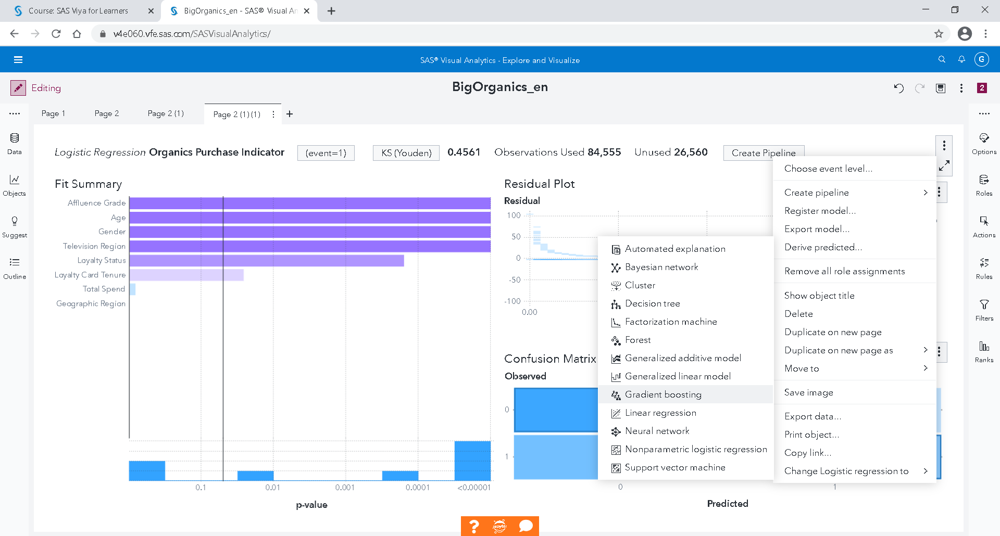 Course: SAS Viya for Learners
BigOrganics_en - SAS® Visual An
v4e060.vfe.sas.com/SASVisualAnalytics/
SAS® Visual Analytics - Explore and Visualize
G
Editing
BigOrganics_en
2
Page 1
Page 2
Page 2 (1)
Page 2 (1)(1)
Data
Objects
Suggest
Outline
Options
Roles
Actions
Rules
Filters
Ranks
Logistic Regression Organics Purchase Indicator (event=1) KS (Youden) 0.4561 Observations Used 84,555 Unused 26,560 Create Pipeline
Fit Summary
Affluence Grade
Age
Gender
Television Region
Loyalty Status
Loyalty Card Tenure
Total Spend
Geographic Region
0.1 0.01 0.001 0.0001 <0.00001
p-value
Residual Plot
Residual
100
50
0
-50
-100
0.00
Confusion Matrix
Observed
0
1
0 1
Predicted
Automated explanation
Bayesian network
Cluster
Decision tree
Factorization machine
Forest
Generalized additive model
Generalized linear model
Gradient boosting
Linear regression
Neural network
Nonparametric logistic regression
Support vector machine
Choose event level...
Create pipeline
Register model...
Export model...
Derive predicted...
Remove all role assignments
Show object title
Delete
Duplicate on new page
Duplicate on new page as
Move to
Save image
Export data...
Print object...
Copy link...
Change Logistic regression to
?
jupyter